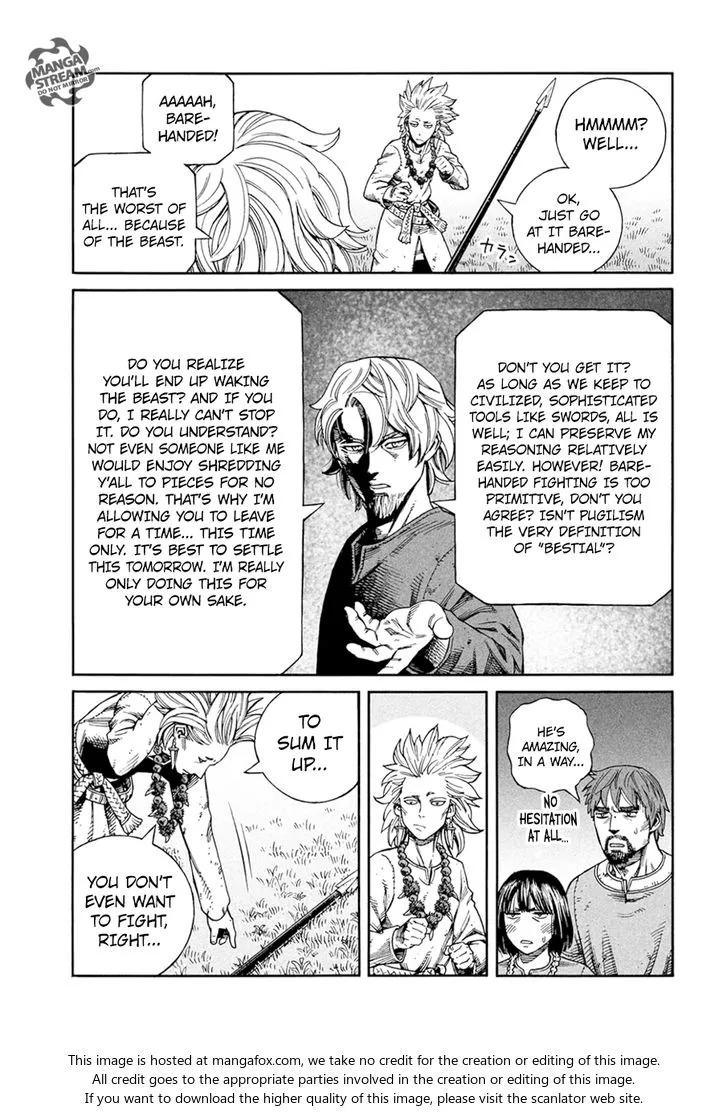 MANGA
STREAM.com
DO NOT MIRROR
HMMMM?
WELL...
OK,
JUST GO
AT IT BARE-
HANDED...
カラン
AAAAAH,
BARE-
HANDED!
THAT'S
THE WORST OF
ALL... BECAUSE
OF THE BEAST.
DON'T YOU GET IT?
AS LONG AS WE KEEP TO
CIVILIZED, SOPHISTICATED
TOOLS LIKE SWORDS, ALL IS
WELL; I CAN PRESERVE MY
REASONING RELATIVELY
EASILY. HOWEVER! BARE-
HANDED FIGHTING IS TOO
PRIMITIVE, DON'T YOU
AGREE? ISN'T PUGILISM
THE VERY DEFINITION
OF "BESTIAL"?
DO YOU REALIZE
YOU'LL END UP WAKING
THE BEAST? AND IF YOU
DO, I REALLY CAN'T STOP
IT. DO YOU UNDERSTAND?
NOT EVEN SOMEONE LIKE ME
WOULD ENJOY SHREDDING
Y'ALL TO PIECES FOR NO
REASON. THAT'S WHY I'M
ALLOWING YOU TO LEAVE
FOR A TIME... THIS TIME
ONLY. IT'S BEST TO SETTLE
THIS TOMORROW. I'M REALLY
ONLY DOING THIS FOR
YOUR OWN SAKE.
HE'S
AMAZING,
IN A WAY...
NO
HESITATION
AT ALL...
TO
SUM IT
UP...
YOU DON'T
EVEN WANT
TO FIGHT,
RIGHT...
This image is hosted at mangafox.com, we take no credit for the creation or editing of this image.
All credit goes to the appropriate parties involved in the creation or editing of this image.
If you want to download the higher quality of this image, please visit the scanlator web site.